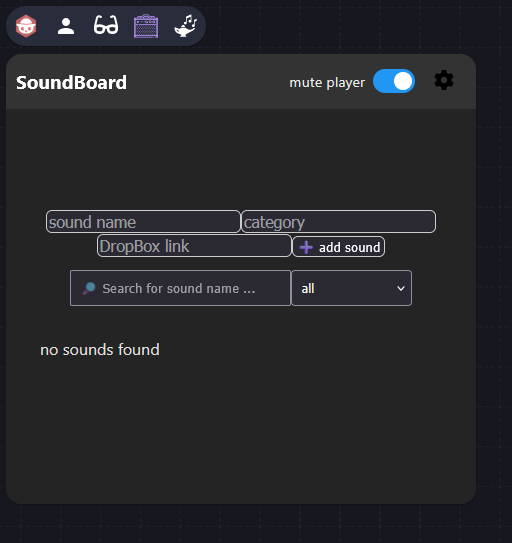 SoundBoard mute player
sound name category
DropBox link add sound
Search for sound name ... all
no sounds found